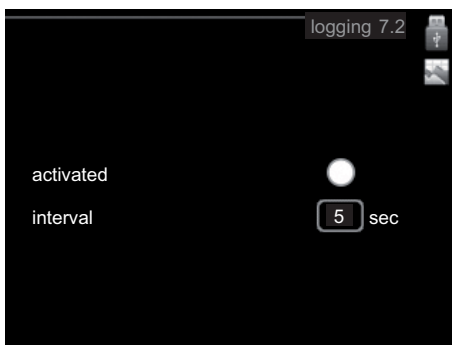 logging 7.2
activated
interval 5 sec